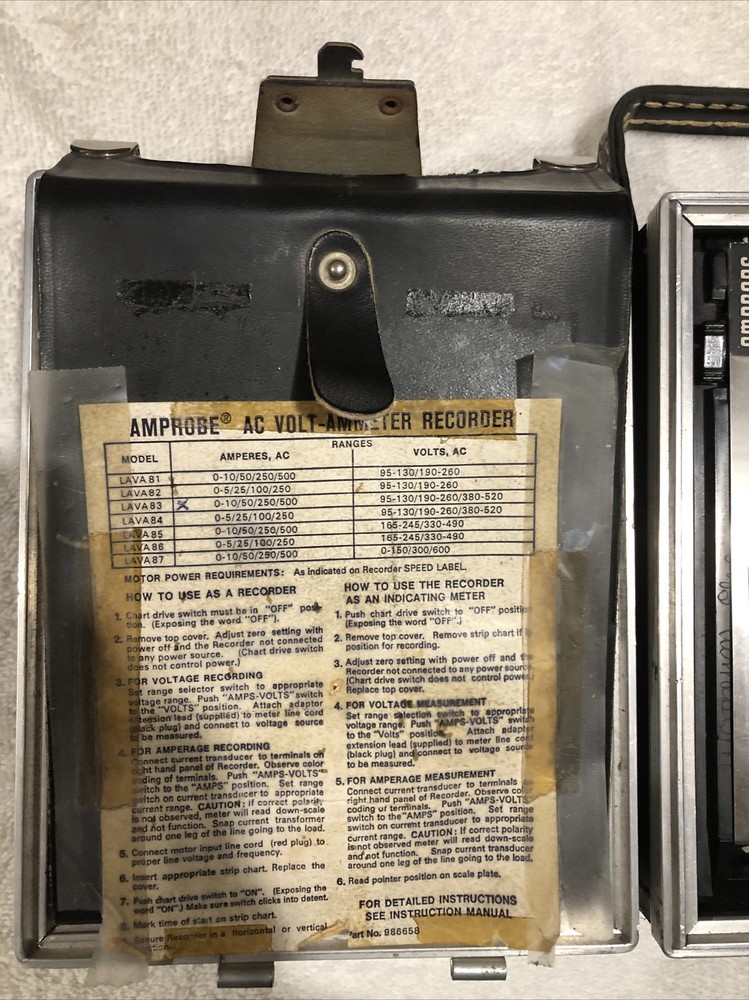 AMPROBE® AC VOLT-AMMETER RECORDER
RANGES
MODEL AMPERES, AC VOLTS, AC
LAVA81 0-10/50/250/500 95-130/190-260
LAVA82 0-5/25/100/250 95-130/190-260
LAVA83 X 0-10/50/250/500 95-130/190-260/380-520
LAVA84 0-5/25/100/250 95-130/190-260/380-520
LAVA85 0-10/50/250/500 165-245/330-490
LAVA86 0-5/25/100/250 165-245/330-490
LAVA87 0-10/50/250/500 0-150/300/600
MOTOR POWER REQUIREMENTS: As Indicated on Recorder SPEED LABEL.
HOW TO USE AS A RECORDER
1. Chart drive switch must be in "OFF" posi-
tion. (Exposing the word "OFF").
2. Remove top cover. Adjust zero setting with
power off and the Recorder not connected
to any power source. (Chart drive switch
does not control power.)
3. FOR VOLTAGE RECORDING
Set range selector switch to appropriate
voltage range. Push "AMPS-VOLTS" switch
to the "VOLTS" position. Attach adaptor
extension lead (supplied) to meter line cord
(black plug) and connect to voltage source
to be measured.
4. FOR AMPERAGE RECORDING
Connect current transducer to terminals on
right hand panel of Recorder. Observe color
coding of terminals. Push "AMPS-VOLTS"
switch to the "AMPS" position. Set range
switch on current transducer to appropriate
current range. CAUTION: if correct polarity
is not observed, meter will read down-scale
and not function. Snap current transformer
around one leg of the line going to the load.
5. Connect motor input line cord (red plug) to
proper line voltage and frequency.
6. Insert appropriate strip chart. Replace the
cover.
7. Push chart drive switch to "ON". (Exposing the
word "ON".) Make sure switch clicks into detent.
8. Mark time of start on strip chart.
Secure Recorder in a horizontal or vertical
HOW TO USE THE RECORDER
AS AN INDICATING METER
1. Push chart drive switch to "OFF" position
(Exposing the word "OFF".)
2. Remove top cover. Remove strip chart if in
position for recording.
3. Adjust zero setting with power off and the
Recorder not connected to any power source
(Chart drive switch does not control power)
Replace top cover.
4. FOR VOLTAGE MEASUREMENT
Set range selection switch to appropriate
voltage range. Push "AMPS-VOLTS" switch
to the "Volts" position. Attach adaptor
extension lead (supplied) to meter line cord
(black plug) and connect to voltage source
to be measured.
5. FOR AMPERAGE MEASUREMENT
Connect current transducer to terminals on
right hand panel of Recorder. Observe color
coding of terminals. Push "AMPS-VOLTS"
switch to the "AMPS" position. Set range
switch on current transducer to appropriate
current range. CAUTION: If correct polarity
is not observed meter will read down-scale
and not function. Snap current transducer
around one leg of the line going to the load.
6. Read pointer position on scale plate.
FOR DETAILED INSTRUCTIONS
SEE INSTRUCTION MANUAL
Part No. 986658